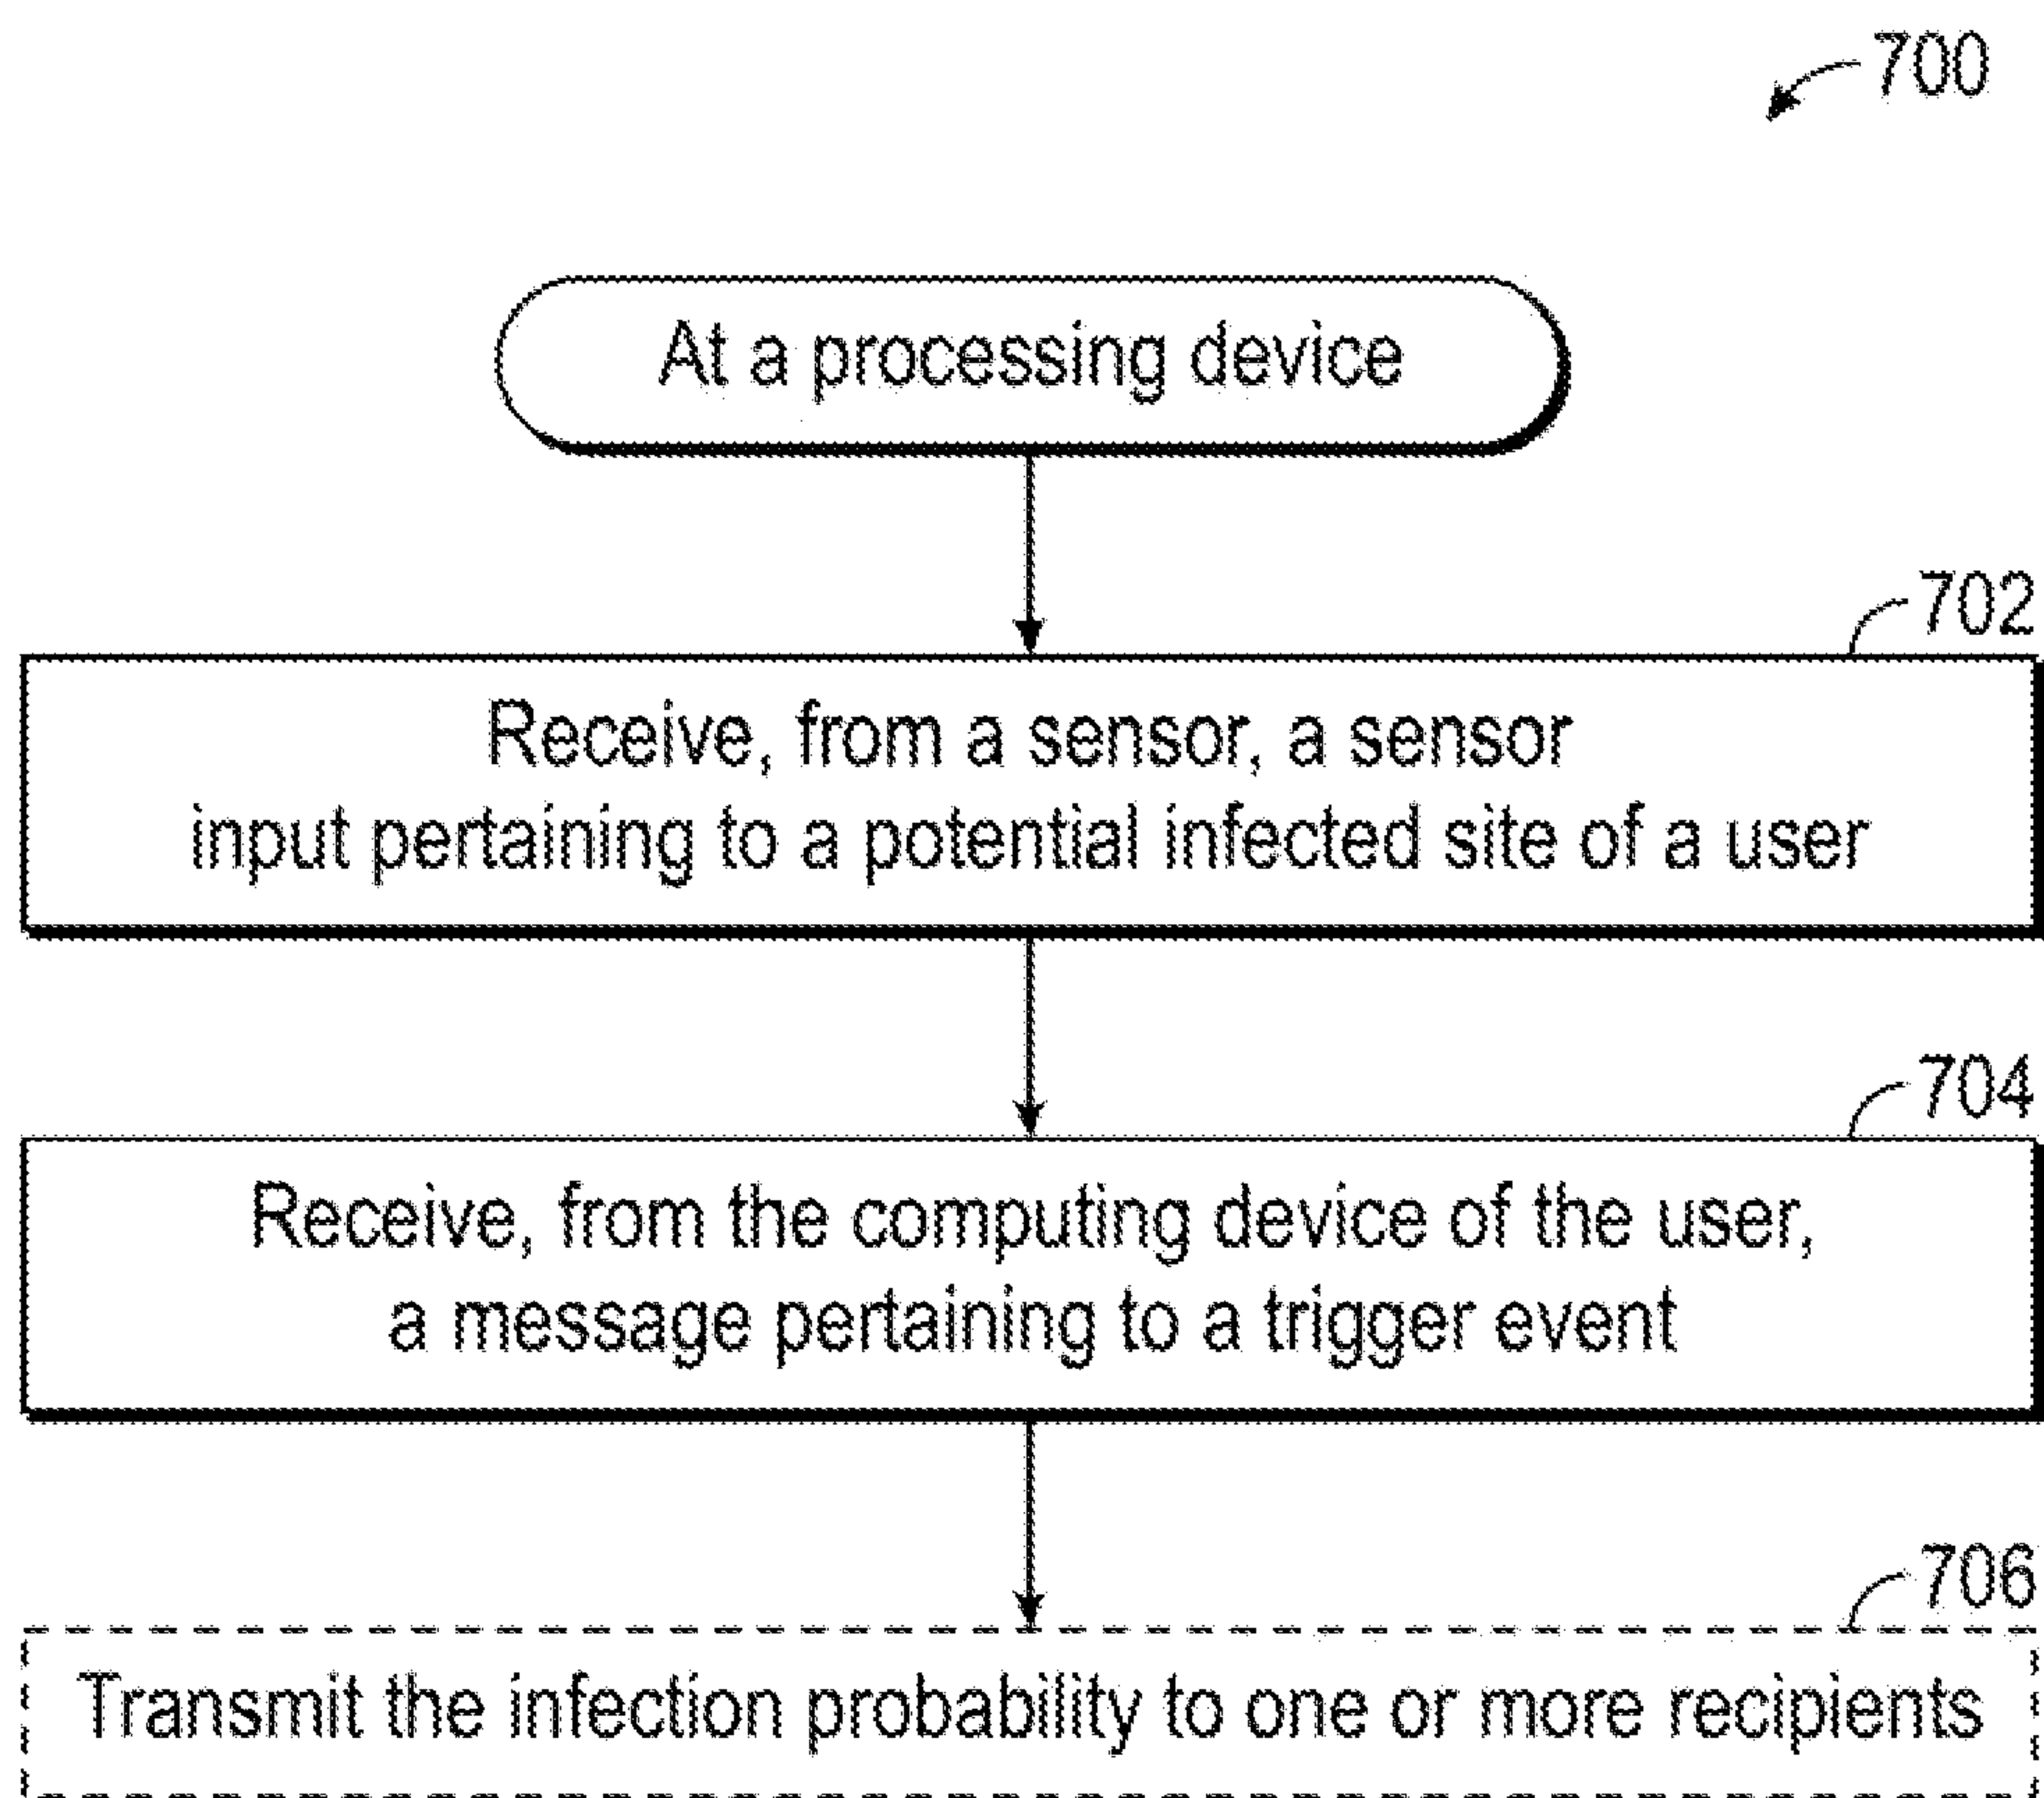 700
At a processing device
702
Receive, from a sensor, a sensor
input pertaining to a potential infected site of a user
704
Receive, from the computing device of the user,
a message pertaining to a trigger event
706
Transmit the infection probability to one or more recipients